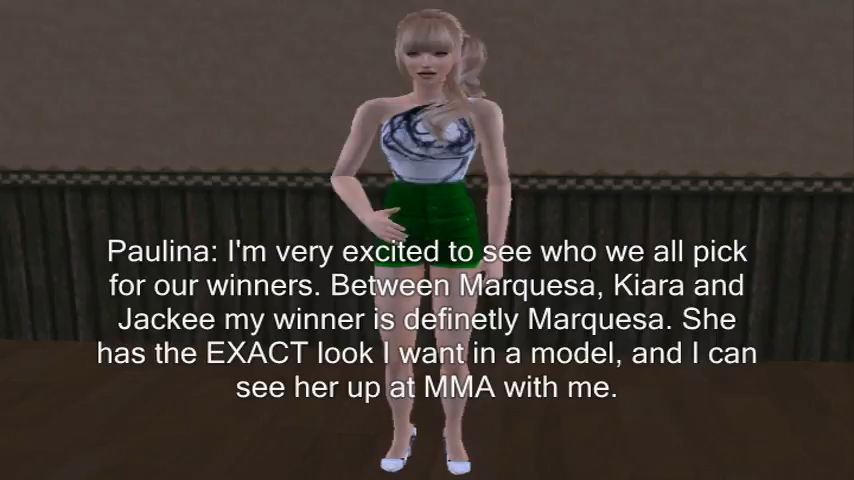 Paulina: I'm very excited to see who we all pick
for our winners. Between Marquesa, Kiara and
Jackee my winner is definetly Marquesa. She
has the EXACT look I want in a model, and I can
see her up at MMA with me.